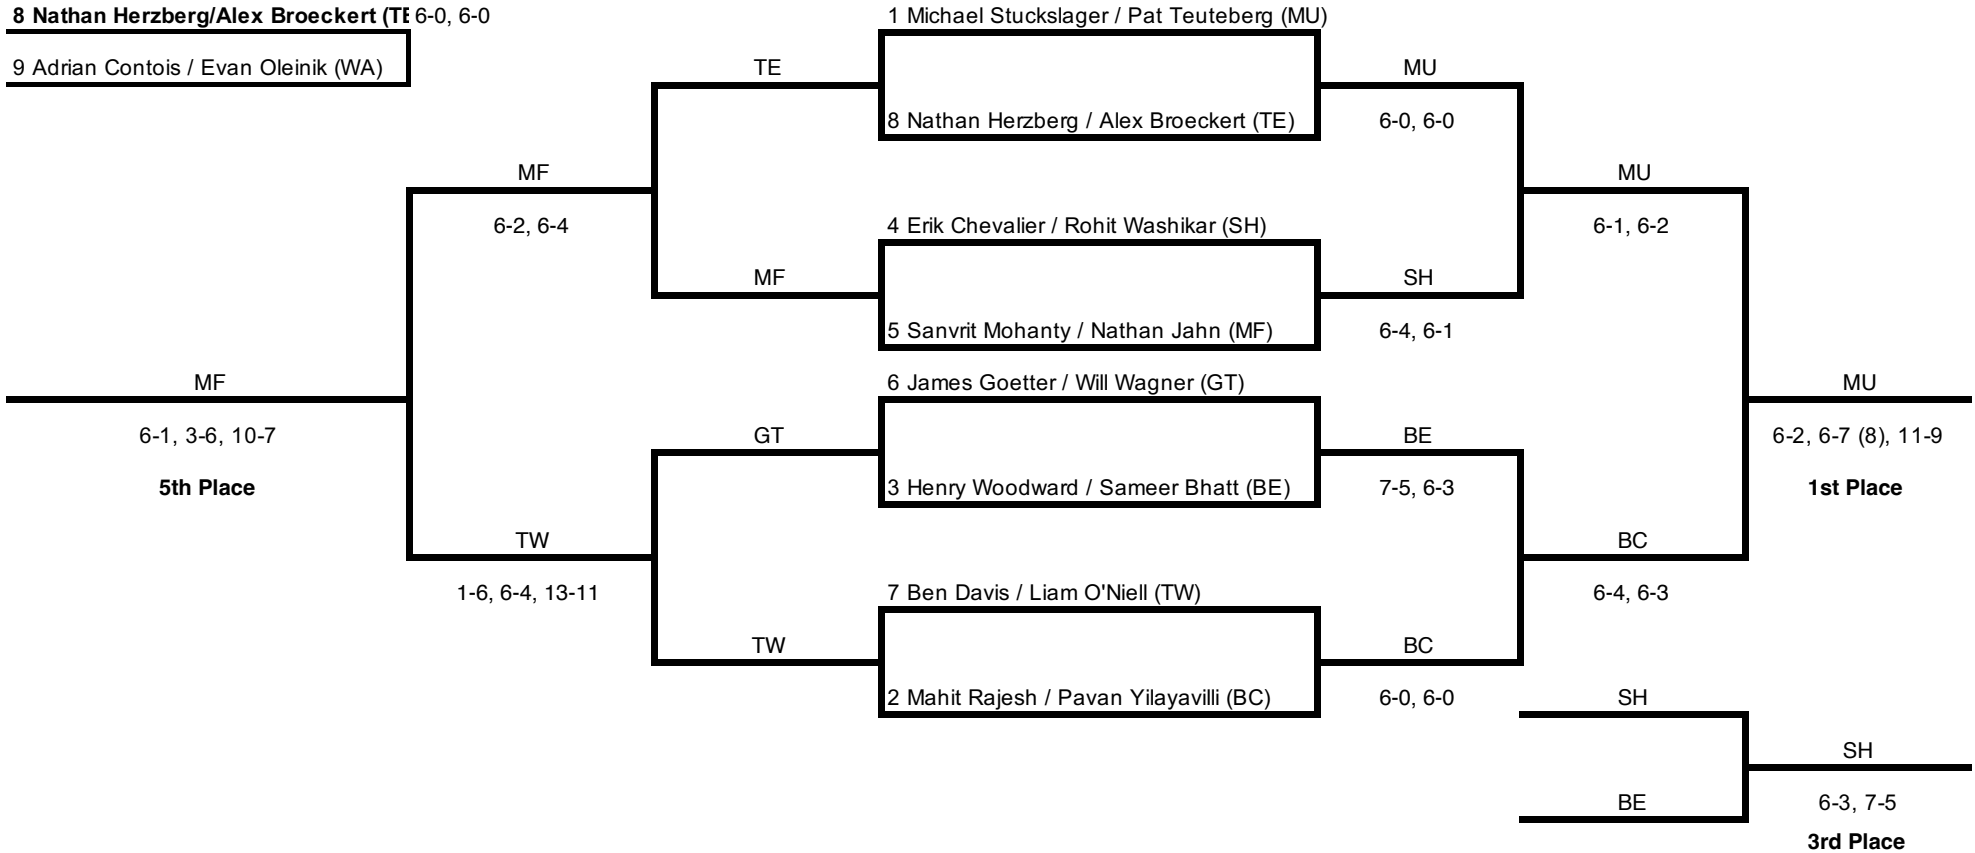 8 Nathan Herzberg/Alex Broeckert (TE 6-0, 6-0
1 Michael Stuckslager / Pat Teuteberg (MU)
9 Adrian Contois / Evan Oleinik (WA)
TE
MU
8 Nathan Herzberg / Alex Broeckert (TE)
6-0, 6-0
MF
MU
6-2, 6-4
4 Erik Chevalier / Rohit Washikar (SH)
6-1, 6-2
MF
SH
5 Sanvrit Mohanty / Nathan Jahn (MF)
6-4, 6-1
MF
6 James Goetter / Will Wagner (GT)
MU
6-1, 3-6, 10-7
GT
BE
6-2, 6-7 (8), 11-9
5th Place
3 Henry Woodward / Sameer Bhatt (BE)
7-5, 6-3
1st Place
TW
BC
1-6, 6-4, 13-11
7 Ben Davis / Liam O'Niell (TW)
6-4, 6-3
TW
BC
2 Mahit Rajesh / Pavan Yilayavilli (BC)
6-0, 6-0
SH
SH
BE
6-3, 7-5
3rd Place